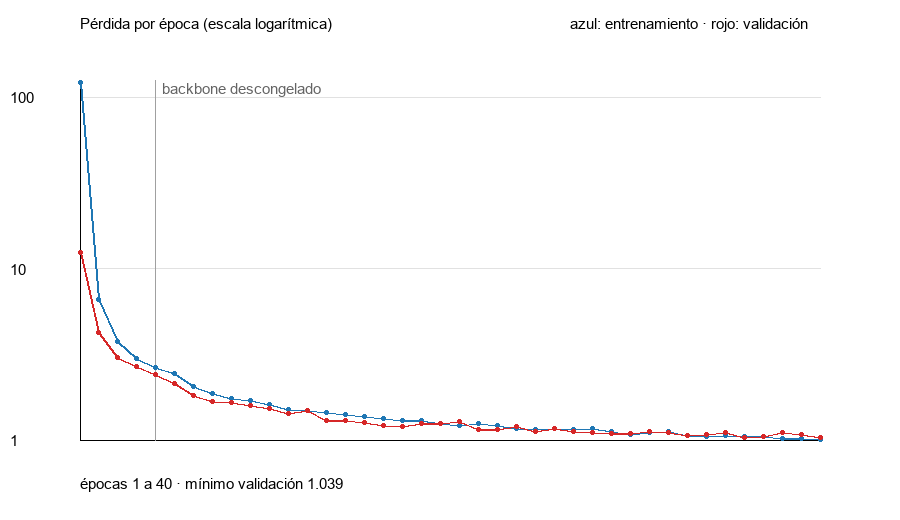 Pérdida por época (escala logarítmica)
azul: entrenamiento · rojo: validación
backbone descongelado
100
10
1
épocas 1 a 40 · mínimo validación 1.039